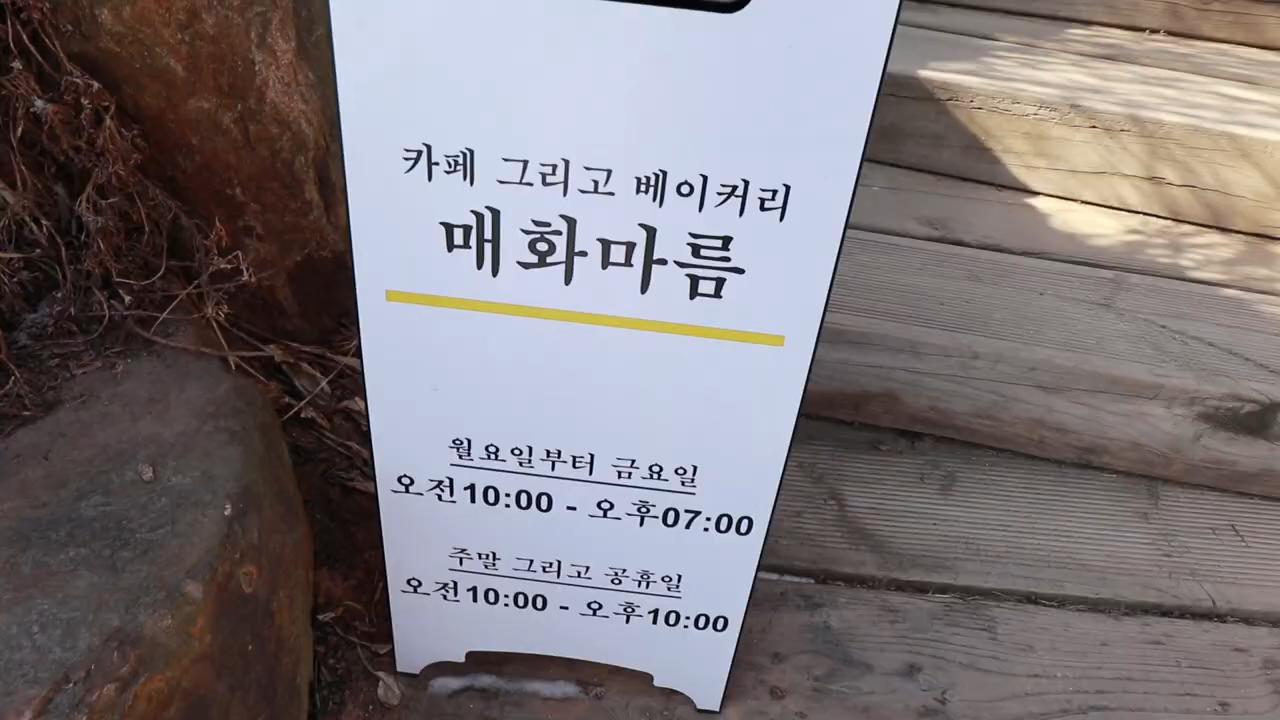 카페 그리고 베이커리
매화마름
월요일부터 금요일
오전10:00 - 오후07:00
주말 그리고 공휴일
오전10:00 - 오후10:00